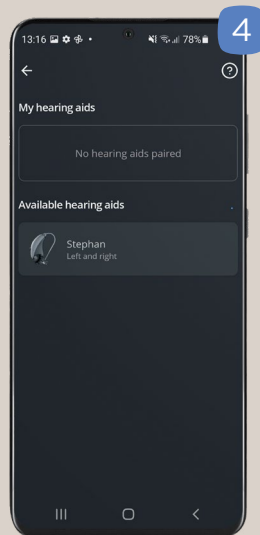 4
13:16 78%
My hearing aids
No hearing aids paired
Available hearing aids
Stephan
Left and right